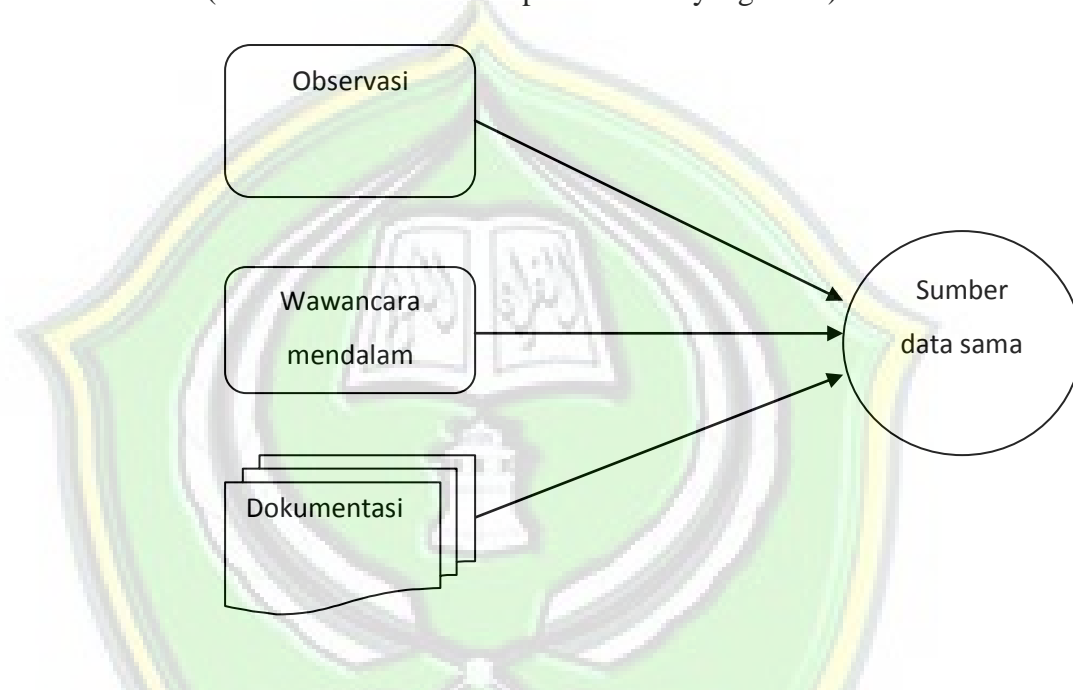 Observasi
Wawancara
mendalam
Dokumentasi
Sumber
data sama